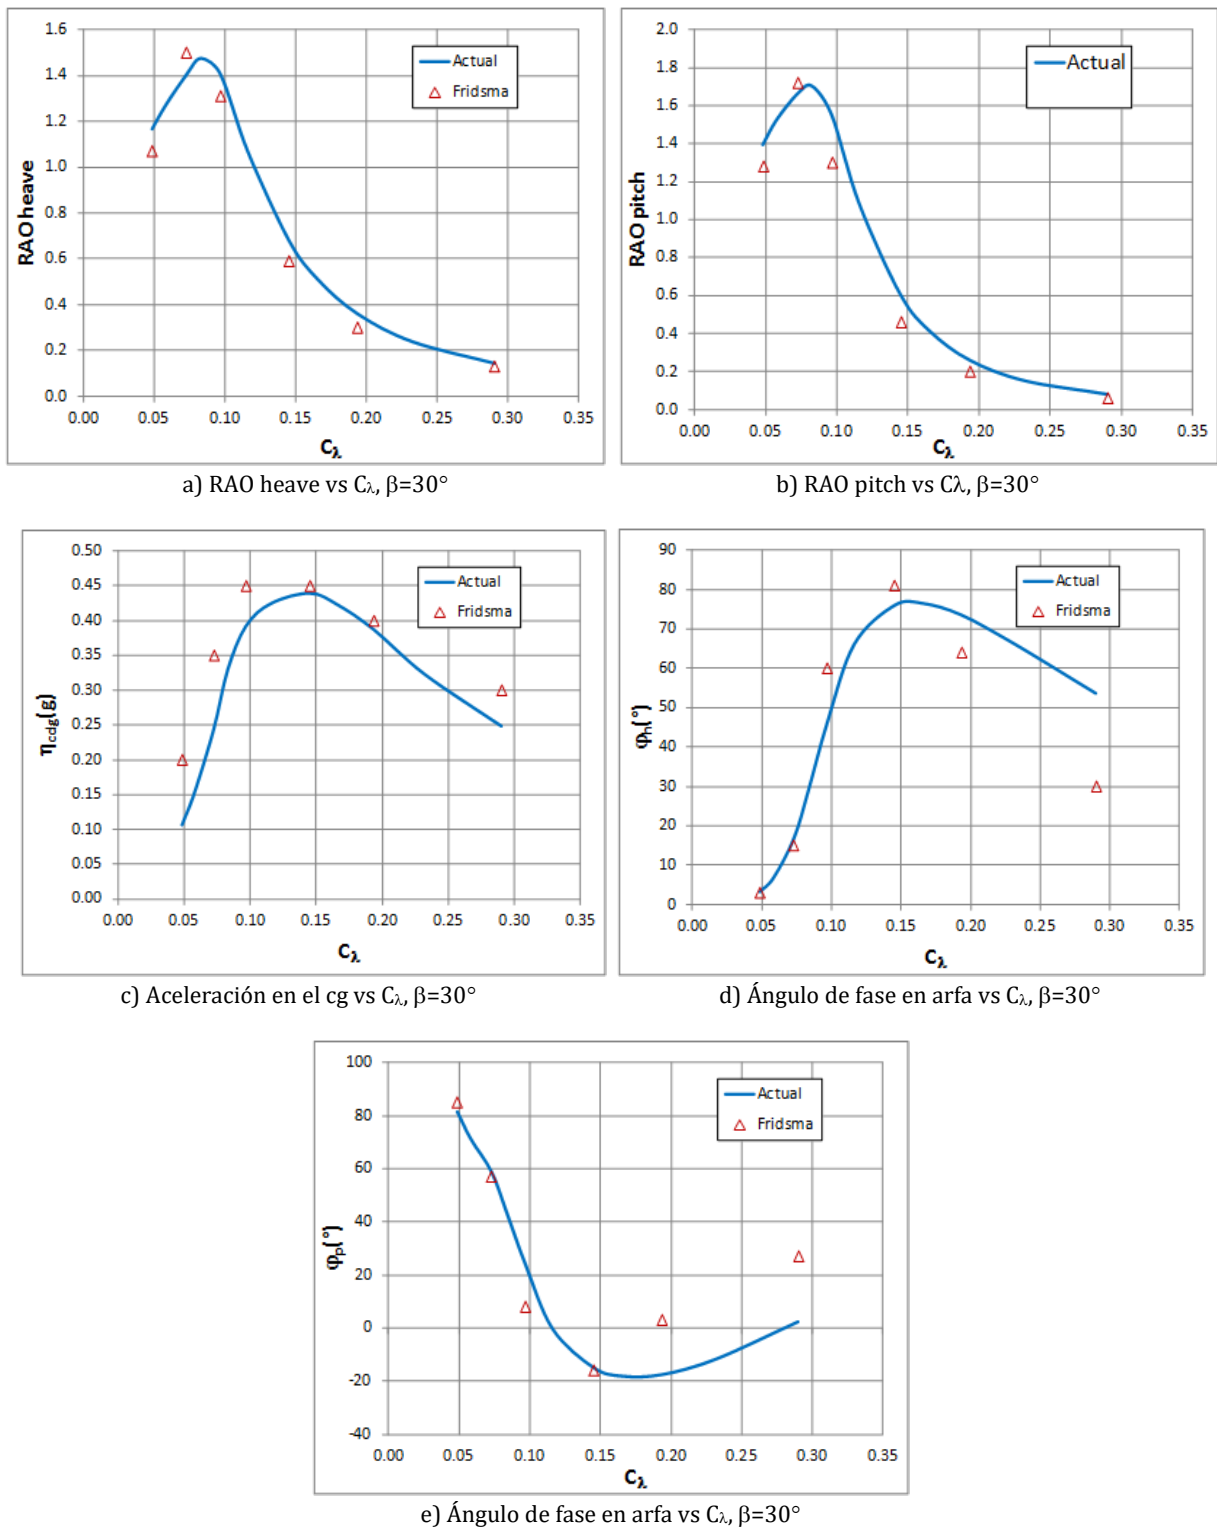 1.6
1.4
1.2
1.0
0.8
0.6
0.4
0.2
0.0
RAO heave
Actual
Fridsma
0.00 0.05 0.10 0.15 0.20 0.25 0.30 0.35
Cλ
a) RAO heave vs Cλ, β=30°
2.0
1.8
1.6
1.4
1.2
1.0
0.8
0.6
0.4
0.2
0.0
RAO pitch
Actual
0.00 0.05 0.10 0.15 0.20 0.25 0.30 0.35
Cλ
b) RAO pitch vs Cλ, β=30°
0.50
0.45
0.40
0.35
0.30
0.25
0.20
0.15
0.10
0.05
0.00
ηcdg(g)
Actual
Fridsma
0.00 0.05 0.10 0.15 0.20 0.25 0.30 0.35
Cλ
c) Aceleración en el cg vs Cλ, β=30°
90
80
70
60
50
40
30
20
10
0
φh(°)
Actual
Fridsma
0.00 0.05 0.10 0.15 0.20 0.25 0.30 0.35
Cλ
d) Ángulo de fase en arfa vs Cλ, β=30°
100
80
60
40
20
0
-20
-40
φp(°)
Actual
Fridsma
0.00 0.05 0.10 0.15 0.20 0.25 0.30 0.35
Cλ
e) Ángulo de fase en arfa vs Cλ, β=30°